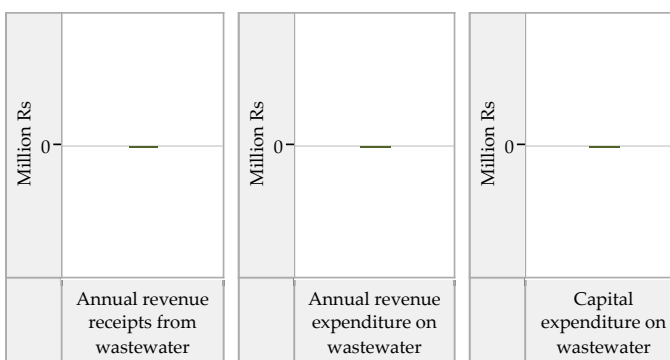 Million Rs
0
Annual revenue
receipts from
wastewater
Million Rs
0
Annual revenue
expenditure on
wastewater
Million Rs
0
Capital
expenditure on
wastewater